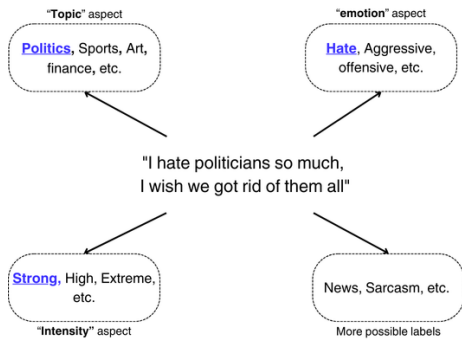 “Topic” aspect
Politics, Sports, Art,
finance, etc.
“emotion” aspect
Hate, Aggressive,
offensive, etc.
"I hate politicians so much,
I wish we got rid of them all"
Strong, High, Extreme,
etc.
“Intensity” aspect
News, Sarcasm, etc.
More possible labels